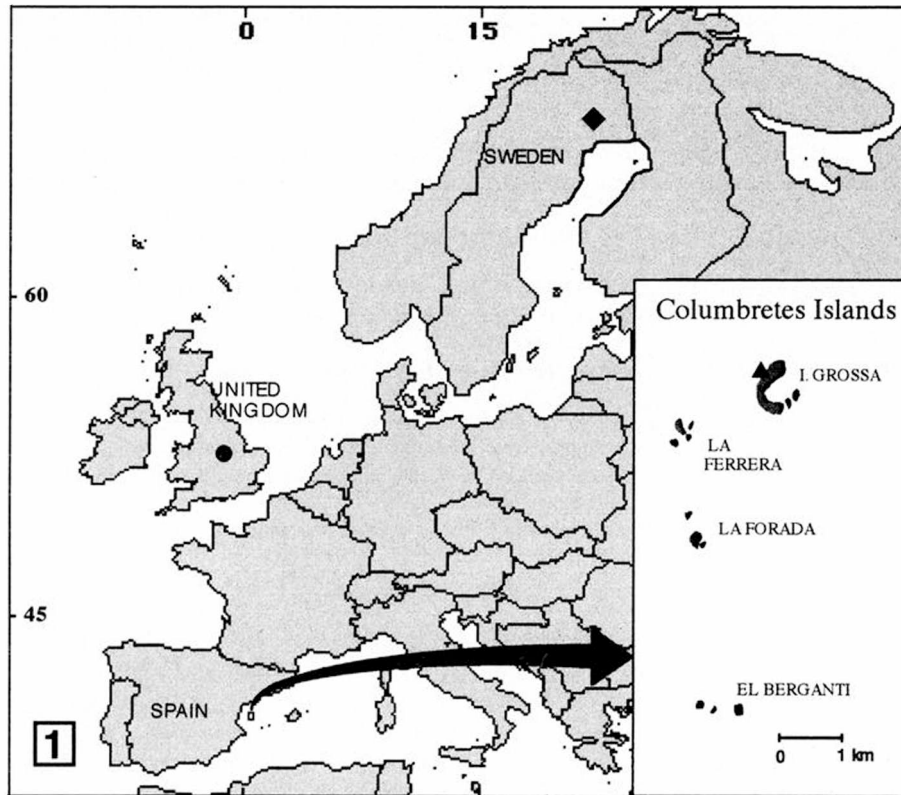 0
15
SWEDEN
60
Columbretes Islands
I. GROSSA
UNITED
KINGDOM
LA
FERRERA
LA FORADA
45
EL BERGANTI
SPAIN
1
0
1 km